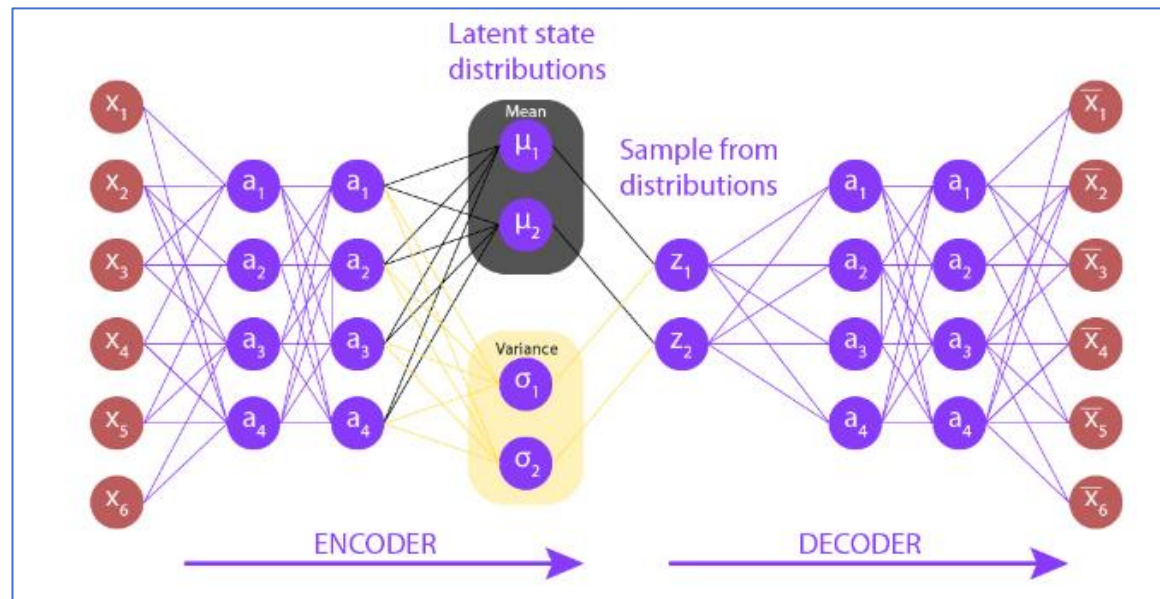 Latent state
distributions
Mean
μ₁
μ₂
Variance
σ₁
σ₂
Sample from
distributions
x₁
x₂
x₃
x₄
x₅
x₆
a₁
a₂
a₃
a₄
a₁
a₂
a₃
a₄
z₁
z₂
a₁
a₂
a₃
a₄
a₁
a₂
a₃
a₄
x̅₁
x̅₂
x̅₃
x̅₄
x̅₅
x̅₆
ENCODER
DECODER